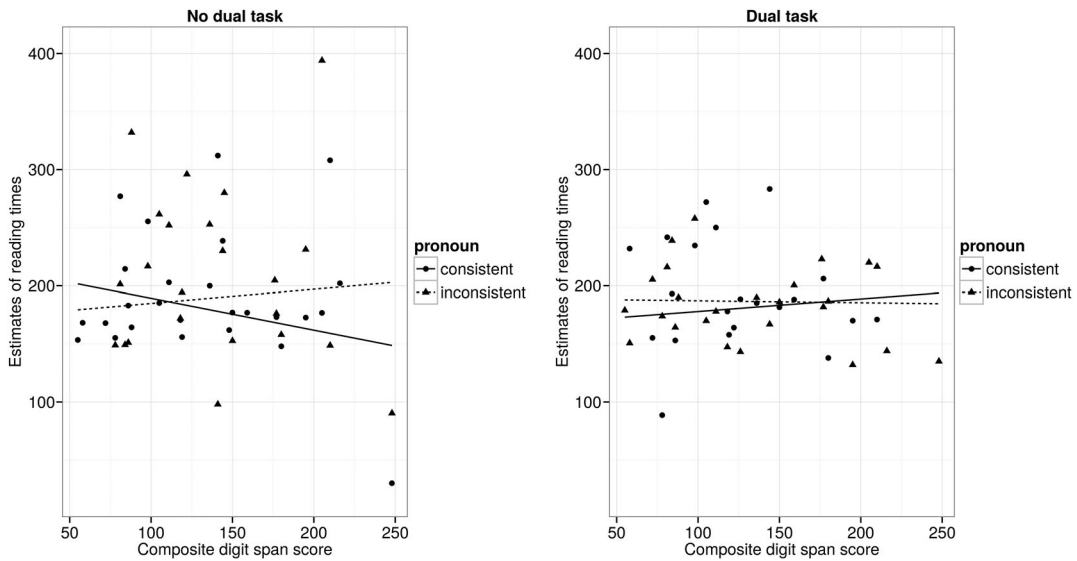 No dual task
Estimates of reading times
400
300
200
100
50 100 150 200 250
Composite digit span score
pronoun
consistent
inconsistent
Dual task
Estimates of reading times
400
300
200
100
50 100 150 200 250
Composite digit span score
pronoun
consistent
inconsistent